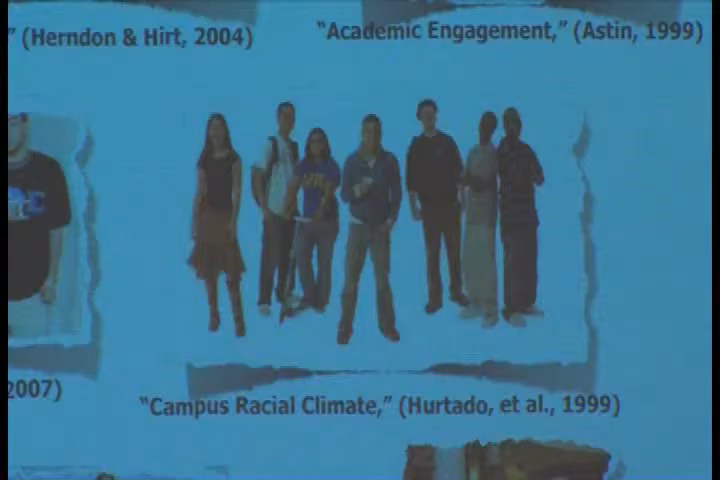 ” (Herndon & Hirt, 2004)
“Academic Engagement,” (Astin, 1999)
2007)
“Campus Racial Climate,” (Hurtado, et al., 1999)